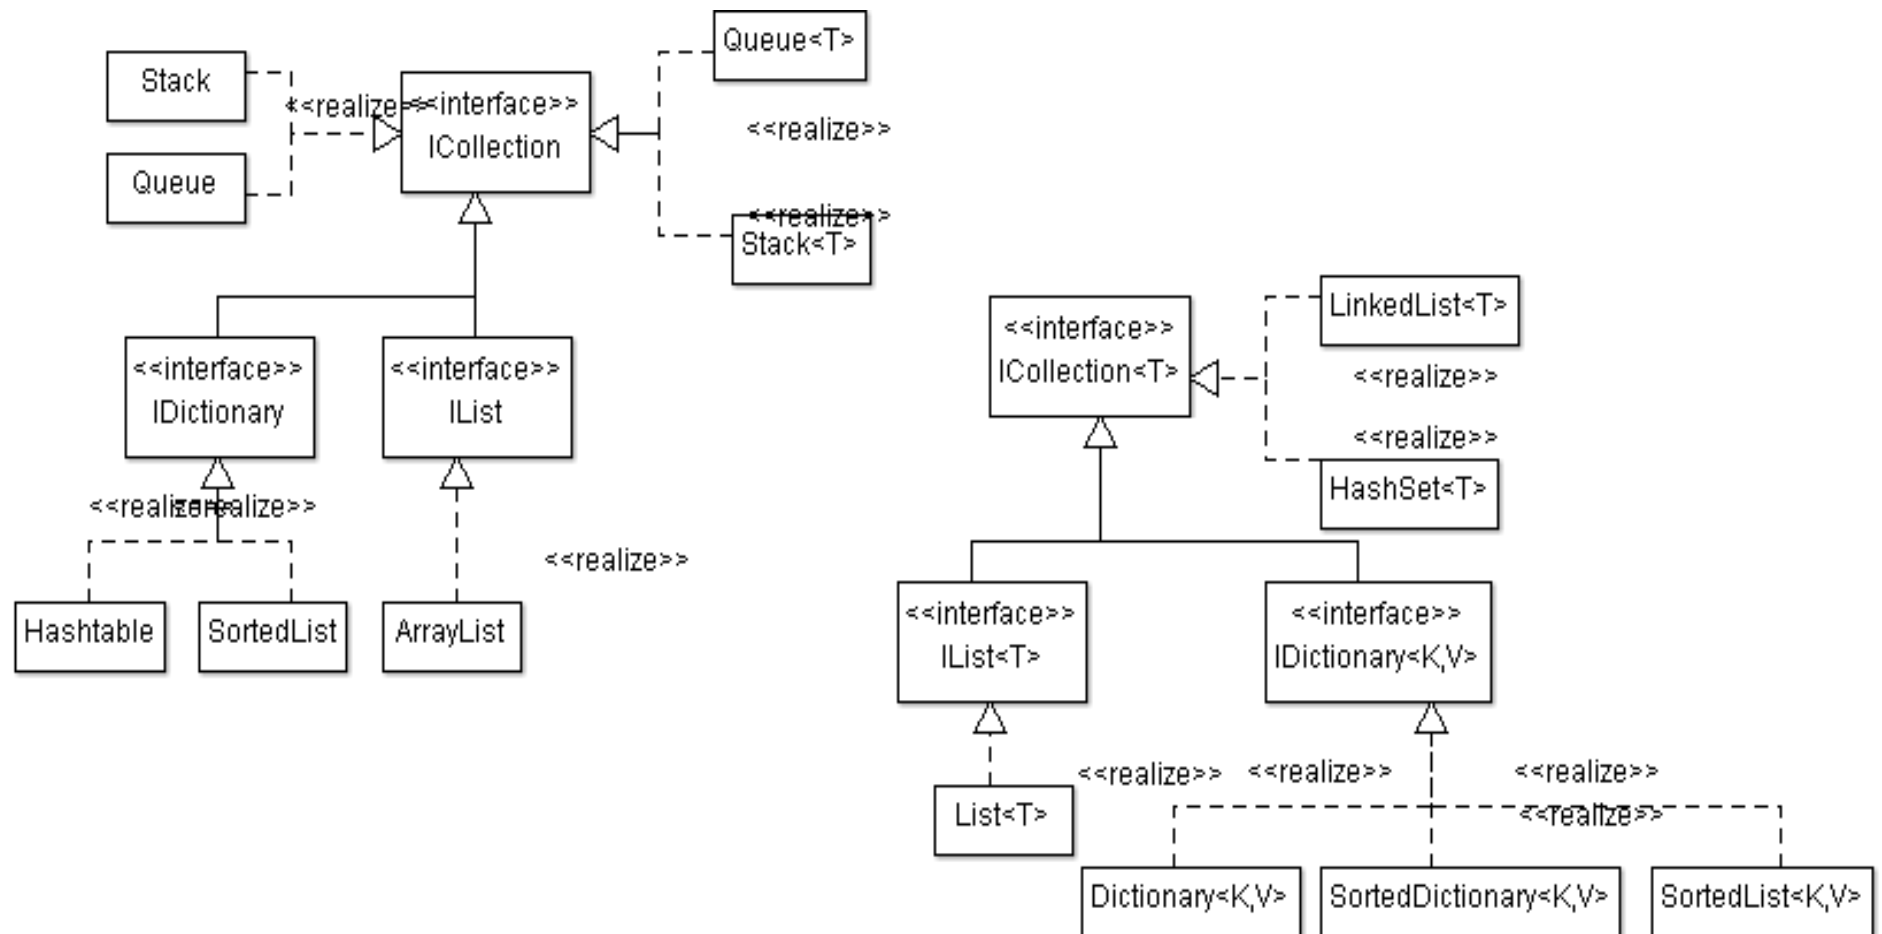 Queue<T>
Stack
<<realize>>
<<interface>>
ICollection
<<realize>>
Queue
<<realize>>
Stack<T>
<<interface>>
IDictionary
<<interface>>
IList
<<realize>>
<<realize>>
<<realize>>
Hashtable
SortedList
ArrayList
LinkedList<T>
<<interface>>
ICollection<T>
<<realize>>
<<realize>>
HashSet<T>
<<interface>>
IList<T>
<<interface>>
IDictionary<K,V>
<<realize>>
<<realize>>
<<realize>>
<<realize>>
List<T>
Dictionary<K,V>
SortedDictionary<K,V>
SortedList<K,V>